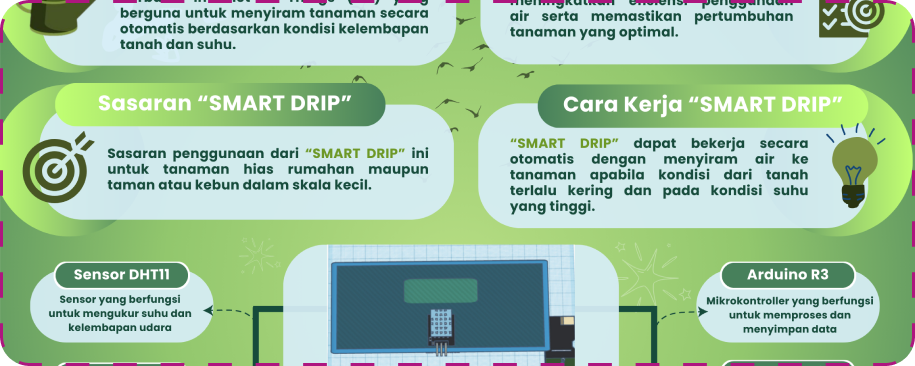 berguna untuk menyiram tanaman secara
otomatis berdasarkan kondisi kelembapan
tanah dan suhu.
meningkatkan efisiensi penggunaan
air serta memastikan pertumbuhan
tanaman yang optimal.
Sasaran “SMART DRIP”
Sasaran penggunaan dari “SMART DRIP” ini
untuk tanaman hias rumahan maupun
taman atau kebun dalam skala kecil.
Cara Kerja “SMART DRIP”
“SMART DRIP” dapat bekerja secara
otomatis dengan menyiram air ke
tanaman apabila kondisi dari tanah
terlalu kering dan pada kondisi suhu
yang tinggi.
Sensor DHT11
Sensor yang berfungsi
untuk mengukur suhu dan
kelembapan udara
Arduino R3
Mikrokontroller yang berfungsi
untuk memproses dan
menyimpan data